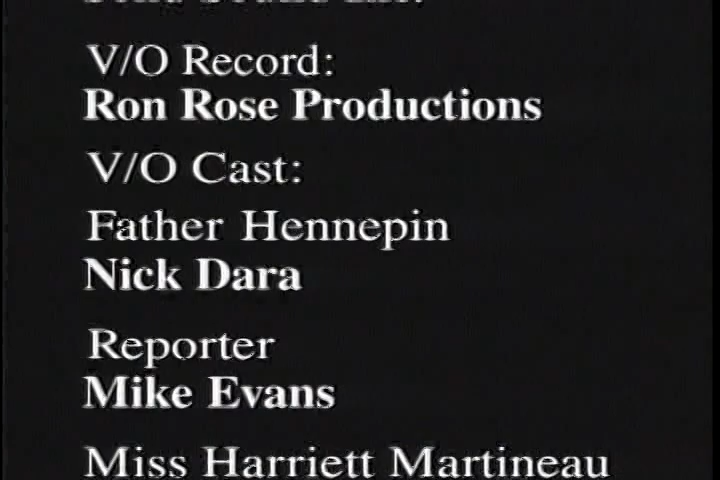 V/O Record:
Ron Rose Productions
V/O Cast:
Father Hennepin
Nick Dara
Reporter
Mike Evans
Miss Harriett Martineau